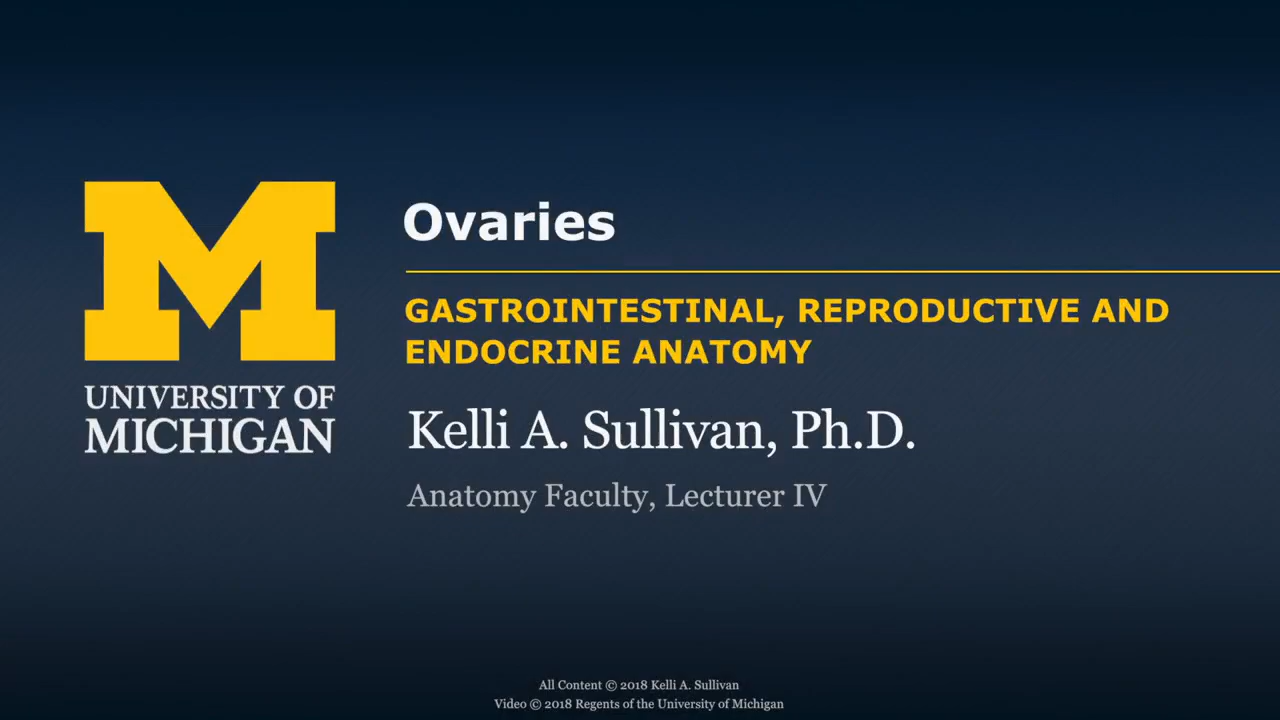 M
UNIVERSITY OF
MICHIGAN
Ovaries
GASTROINTESTINAL, REPRODUCTIVE AND
ENDOCRINE ANATOMY
Kelli A. Sullivan, Ph.D.
Anatomy Faculty, Lecturer IV
All Content © 2018 Kelli A. Sullivan
Video © 2018 Regents of the University of Michigan